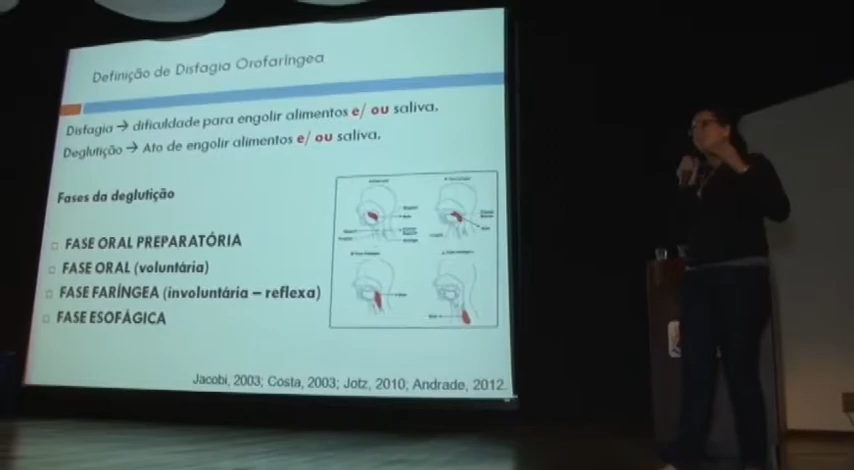 Definição de Disfagia Orofaríngea
Disfagia → dificuldade para engolir alimentos e/ ou saliva.
Deglutição → Ato de engolir alimentos e/ ou saliva.
Fases da deglutição
FASE ORAL PREPARATÓRIA
FASE ORAL (voluntária)
FASE FARÍNGEA (involuntária – reflexa)
FASE ESOFÁGICA
Jacobi, 2003; Costa, 2003; Jotz, 2010; Andrade, 2012.